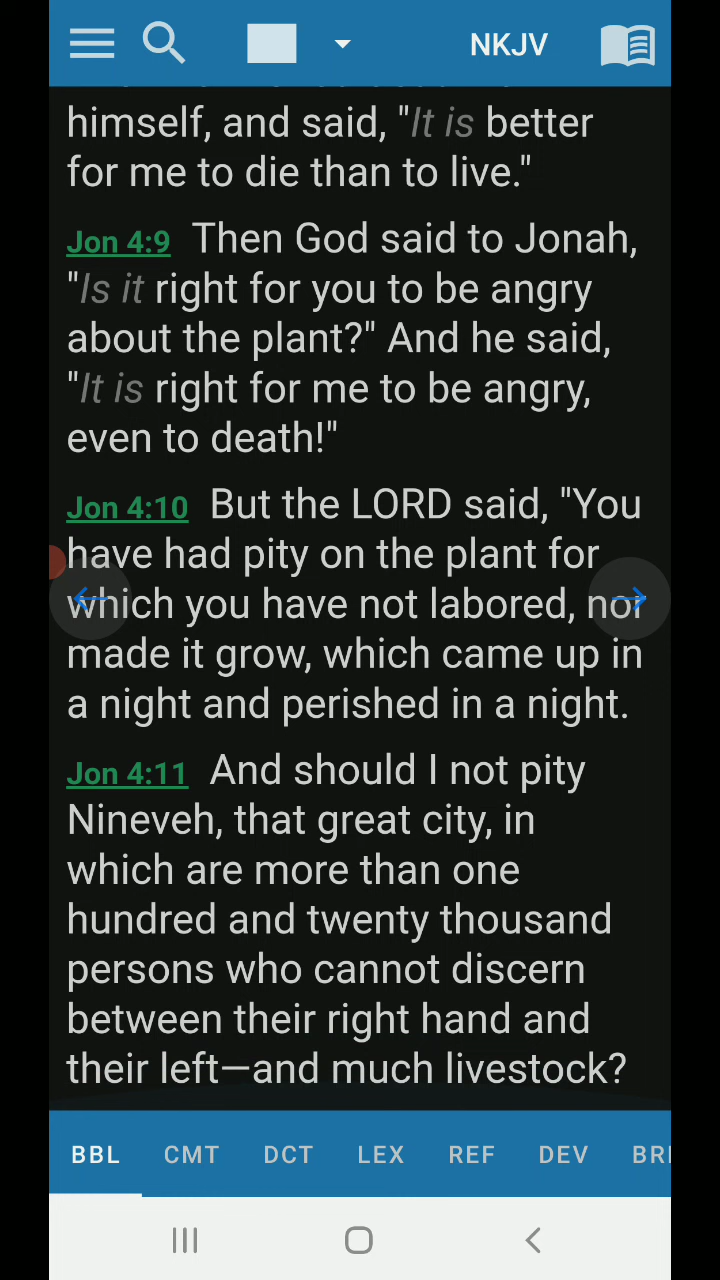 NKJV
himself, and said, "It is better
for me to die than to live."
Jon 4:9 Then God said to Jonah,
"Is it right for you to be angry
about the plant?" And he said,
"It is right for me to be angry,
even to death!"
Jon 4:10 But the LORD said, "You
have had pity on the plant for
which you have not labored, nor
made it grow, which came up in
a night and perished in a night.
Jon 4:11 And should I not pity
Nineveh, that great city, in
which are more than one
hundred and twenty thousand
persons who cannot discern
between their right hand and
their left—and much livestock?
BBL CMT DCT LEX REF DEV